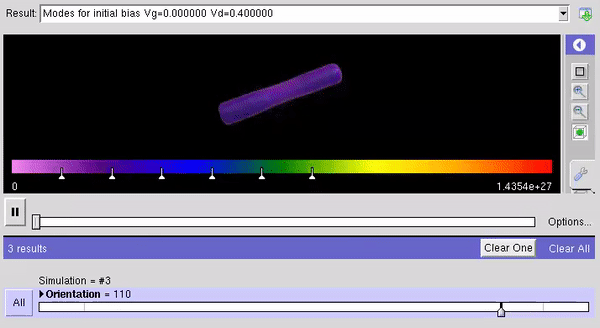 Result: Modes for initial bias Vg=0.000000 Vd=0.400000
0 1.4354e+27
Options...
3 results Clear One Clear All
Simulation = #3
All Orientation = 110